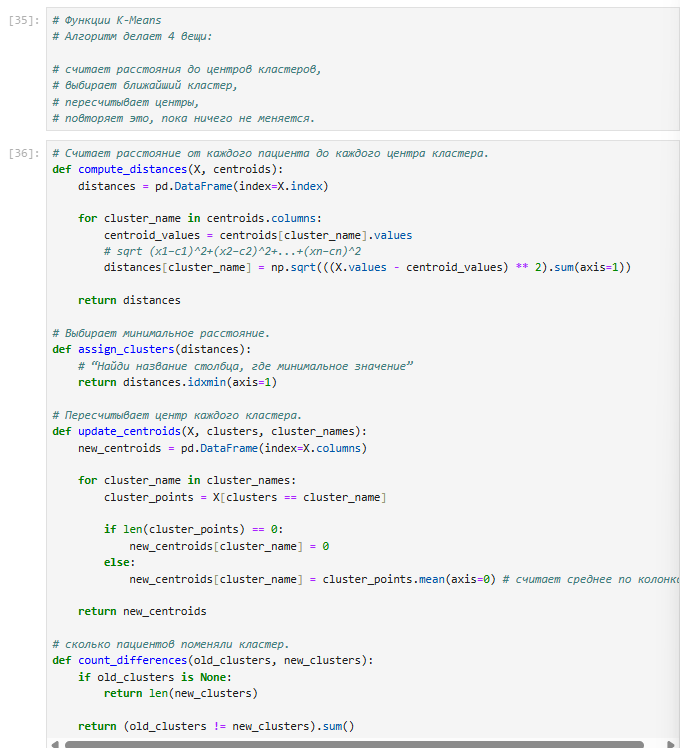 [35]: # Функции K-Means
# Алгоритм делает 4 вещи:
# считает расстояния до центров кластеров,
# выбирает ближайший кластер,
# пересчитывает центры,
# повторяет это, пока ничего не меняется.
[36]: # Считает расстояние от каждого пациента до каждого центра кластера.
def compute_distances(X, centroids):
    distances = pd.DataFrame(index=X.index)
    for cluster_name in centroids.columns:
        centroid_values = centroids[cluster_name].values
        # sqrt (x1-c1)^2+(x2-c2)^2+...+(xn-cn)^2
        distances[cluster_name] = np.sqrt(((X.values - centroid_values) ** 2).sum(axis=1))
    return distances
# Выбирает минимальное расстояние.
def assign_clusters(distances):
    # “Найди название столбца, где минимальное значение”
    return distances.idxmin(axis=1)
# Пересчитывает центр каждого кластера.
def update_centroids(X, clusters, cluster_names):
    new_centroids = pd.DataFrame(index=X.columns)
    for cluster_name in cluster_names:
        cluster_points = X[clusters == cluster_name]
        if len(cluster_points) == 0:
            new_centroids[cluster_name] = 0
        else:
            new_centroids[cluster_name] = cluster_points.mean(axis=0) # считает среднее по
    return new_centroids
# сколько пациентов поменяли кластер.
def count_differences(old_clusters, new_clusters):
    if old_clusters is None:
        return len(new_clusters)
    return (old_clusters != new_clusters).sum()